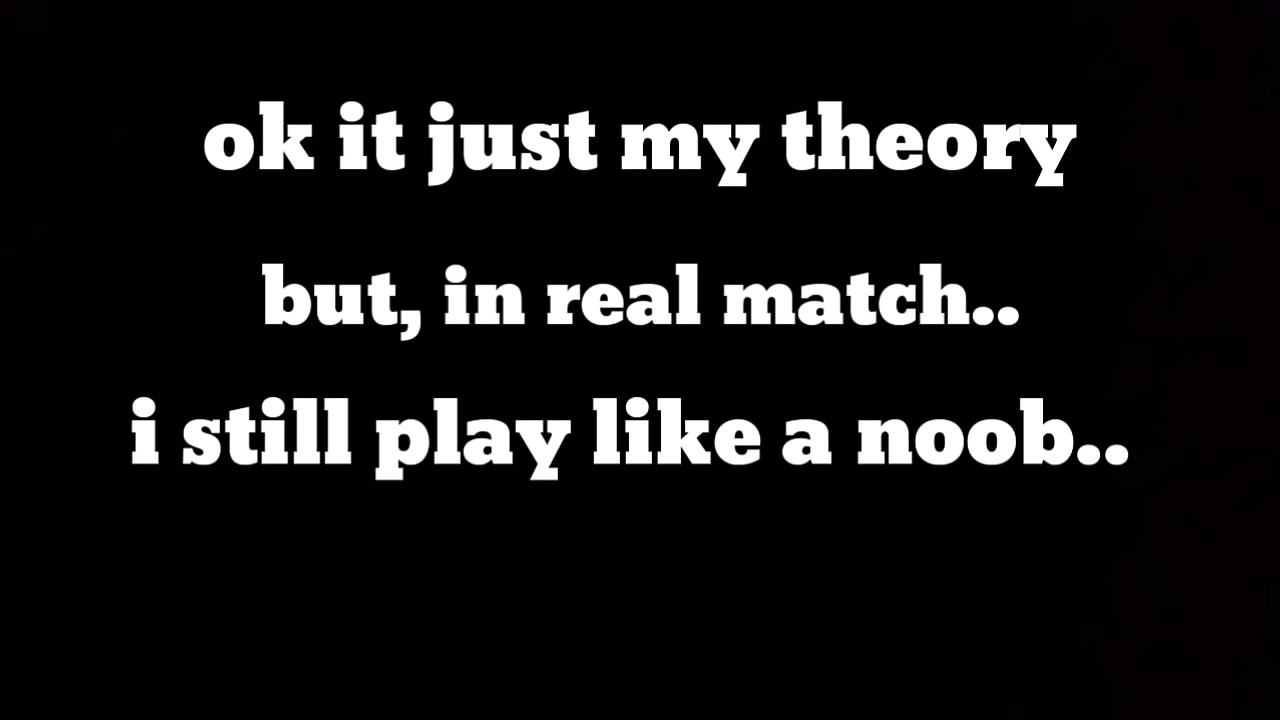 ok it just my theory
but, in real match..
i still play like a noob..